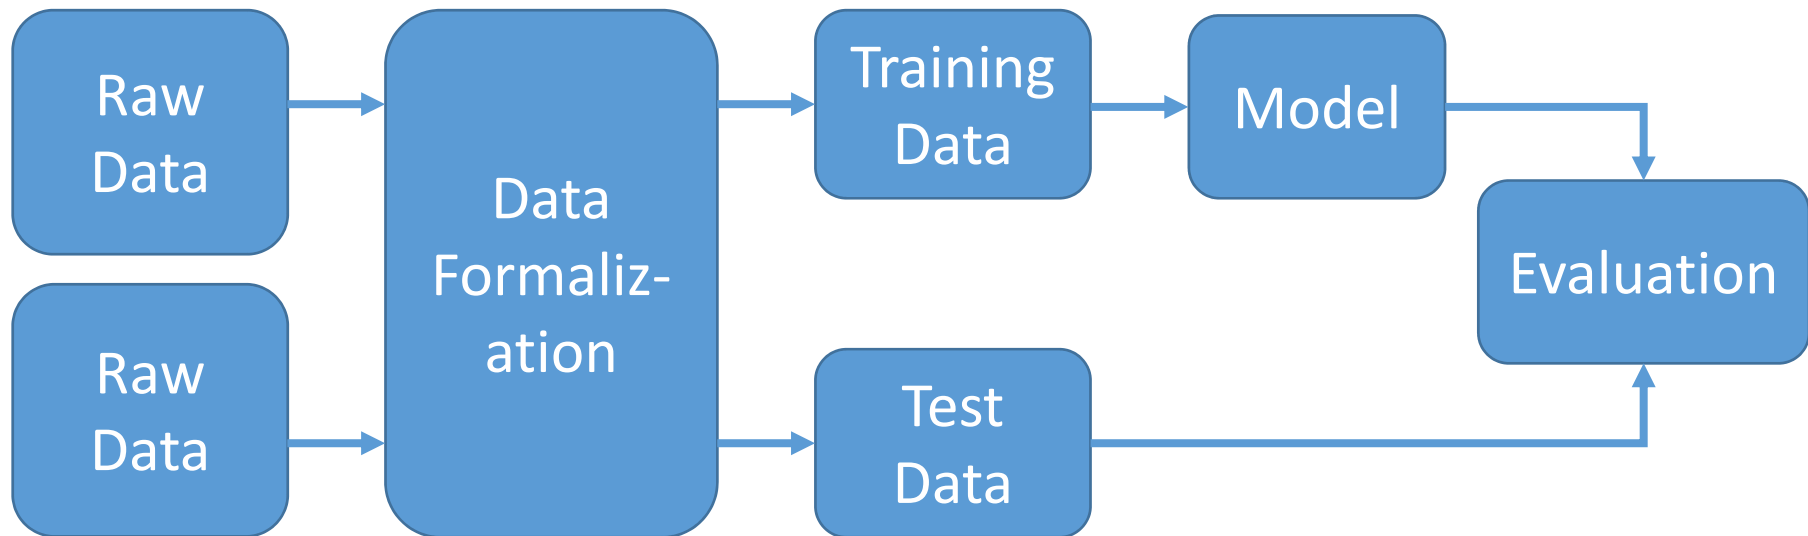 Raw
Data
Raw
Data
Data
Formaliz-
ation
Training
Data
Test
Data
Model
Evaluation